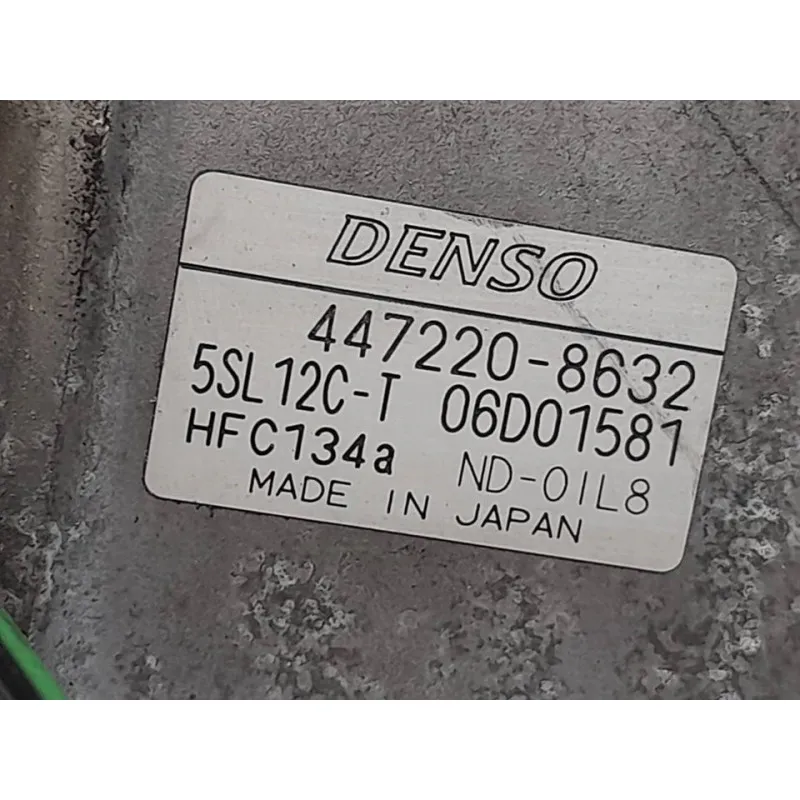 DENSO
447220-8632
5SL12C-T 06D01581
HFC134a ND-OIL8
MADE IN JAPAN